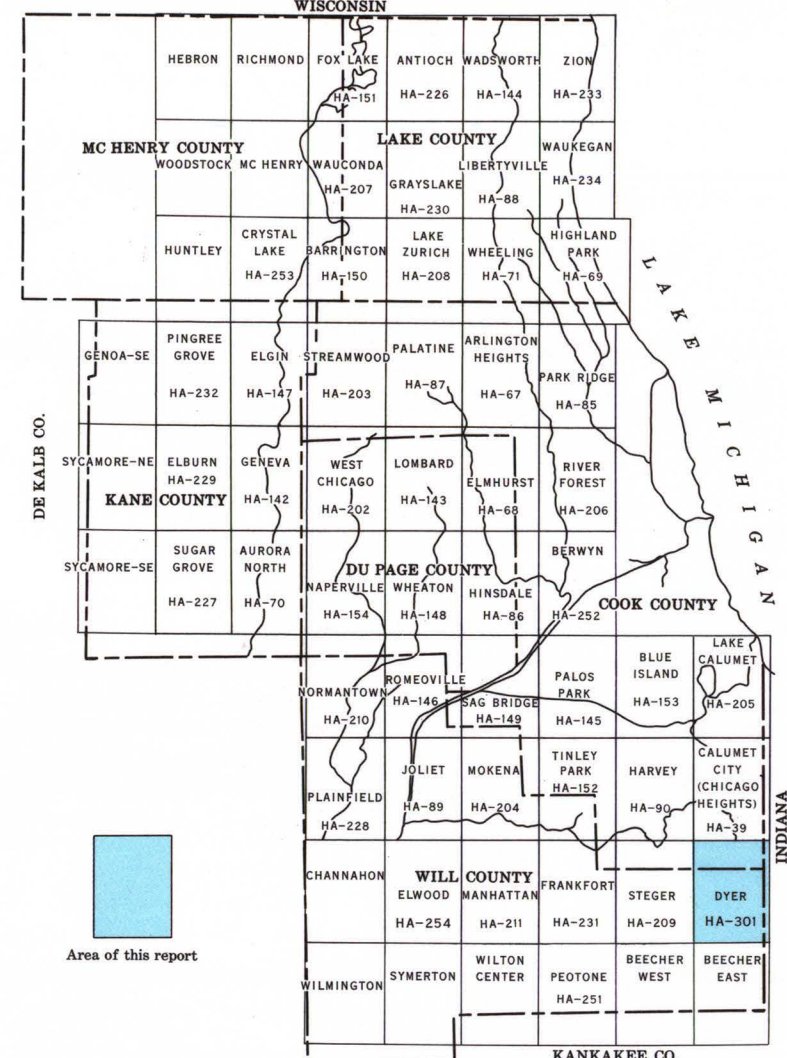 WISCONSIN
HEBRON
RICHMOND
FOX LAKE
HA-151
ANTIOCH
HA-226
WADSWORTH
HA-144
ZION
HA-233
MC HENRY COUNTY
LAKE COUNTY
WOODSTOCK
MC HENRY
WAUCONDA
HA-207
GRAYSLAKE
HA-230
LIBERTYVILLE
HA-88
WAUKEGAN
HA-234
HUNTLEY
CRYSTAL
LAKE
HA-253
BARRINGTON
HA-150
LAKE
ZURICH
HA-208
WHEELING
HA-71
HIGHLAND
PARK
HA-69
LAKE MICHIGAN
GENOA-SE
PINGREE
GROVE
HA-232
ELGIN
HA-147
STREAMWOOD
HA-203
PALATINE
HA-87
ARLINGTON
HEIGHTS
HA-67
PARK RIDGE
HA-85
DE KALB CO.
SYCAMORE-NE
ELBURN
HA-229
KANE COUNTY
GENEVA
HA-142
WEST
CHICAGO
HA-202
LOMBARD
HA-143
ELMHURST
HA-68
RIVER
FOREST
HA-206
SYCAMORE-SE
SUGAR
GROVE
HA-227
AURORA
NORTH
HA-70
DU PAGE COUNTY
NAPERVILLE
HA-154
WHEATON
HA-148
HINSDALE
HA-86
BERWYN
HA-252
COOK COUNTY
NORMANTOWN
HA-210
ROMEOVILLE
HA-146
SAG BRIDGE
HA-149
PALOS
PARK
HA-145
BLUE
ISLAND
HA-153
LAKE
CALUMET
HA-205
PLAINFIELD
HA-228
JOLIET
HA-89
MOKENA
HA-204
TINLEY
PARK
HA-152
HARVEY
HA-90
CALUMET
CITY
(CHICAGO
HEIGHTS)
HA-39
INDIANA
CHANNAHON
WILL COUNTY
ELWOOD
HA-254
MANHATTAN
HA-211
FRANKFORT
HA-231
STEGER
HA-209
DYER
HA-301
Area of this report
WILMINGTON
SYMERTON
WILTON
CENTER
PEOTONE
HA-251
BEECHER
WEST
BEECHER
EAST
KANKAKEE CO.